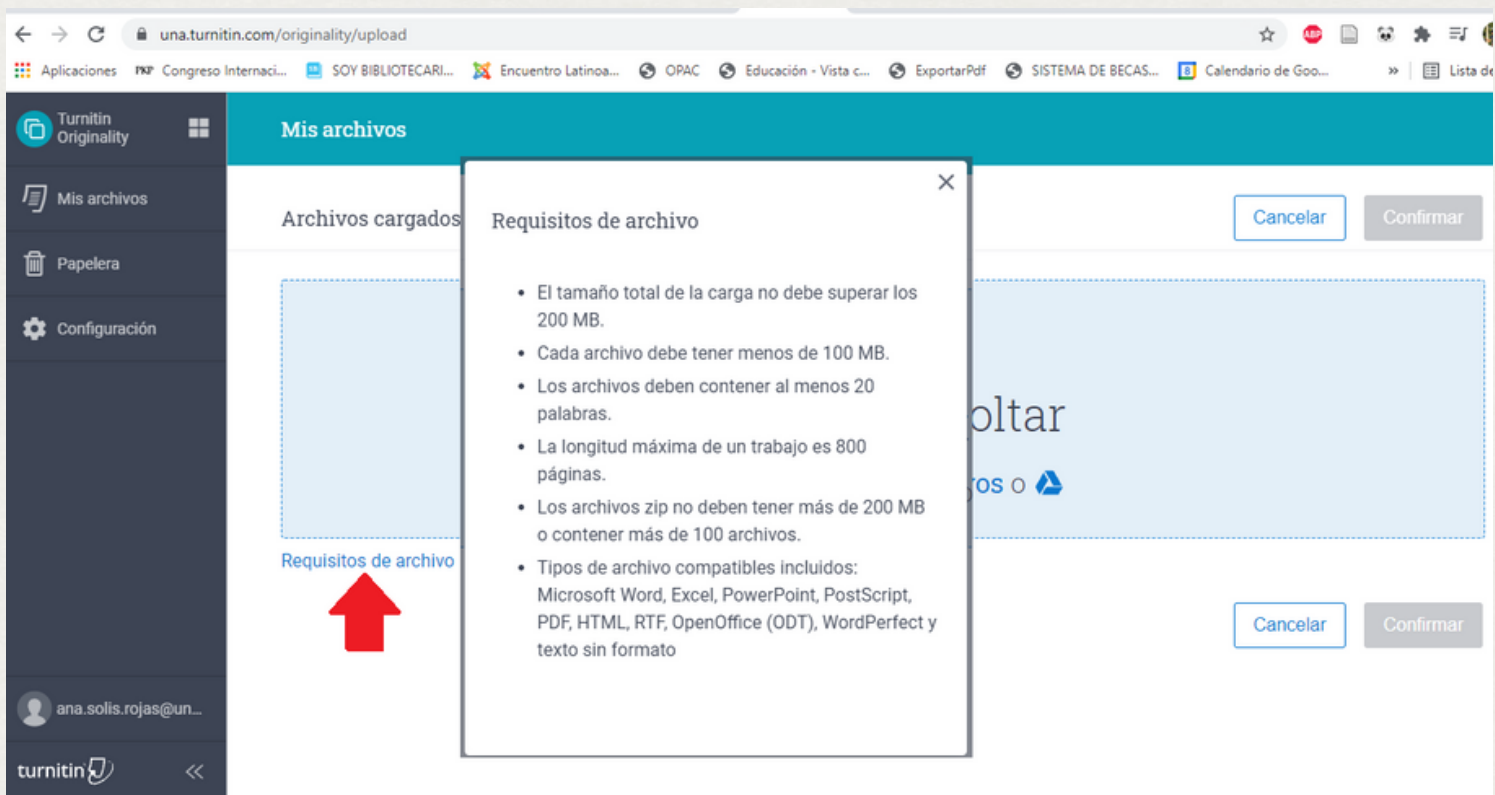 una.turnitin.com/originality/upload
ABP
Aplicaciones PKP Congreso Internaci... SOY BIBLIOTECARI... Encuentro Latinoa... OPAC Educación - Vista c... ExportarPdf SISTEMA DE BECAS... 8 Calendario de Goo... » Lista de
Turnitin
Originality
Mis archivos
Mis archivos
Papelera
Configuración
Archivos cargados
Cancelar
Confirmar
Requisitos de archivo
• El tamaño total de la carga no debe superar los
200 MB.
• Cada archivo debe tener menos de 100 MB.
• Los archivos deben contener al menos 20
palabras.
• La longitud máxima de un trabajo es 800
páginas.
• Los archivos zip no deben tener más de 200 MB
o contener más de 100 archivos.
• Tipos de archivo compatibles incluidos:
Microsoft Word, Excel, PowerPoint, PostScript,
PDF, HTML, RTF, OpenOffice (ODT), WordPerfect y
texto sin formato
oltar
os o
Requisitos de archivo
Cancelar
Confirmar
ana.solis.rojas@un...
turnitin